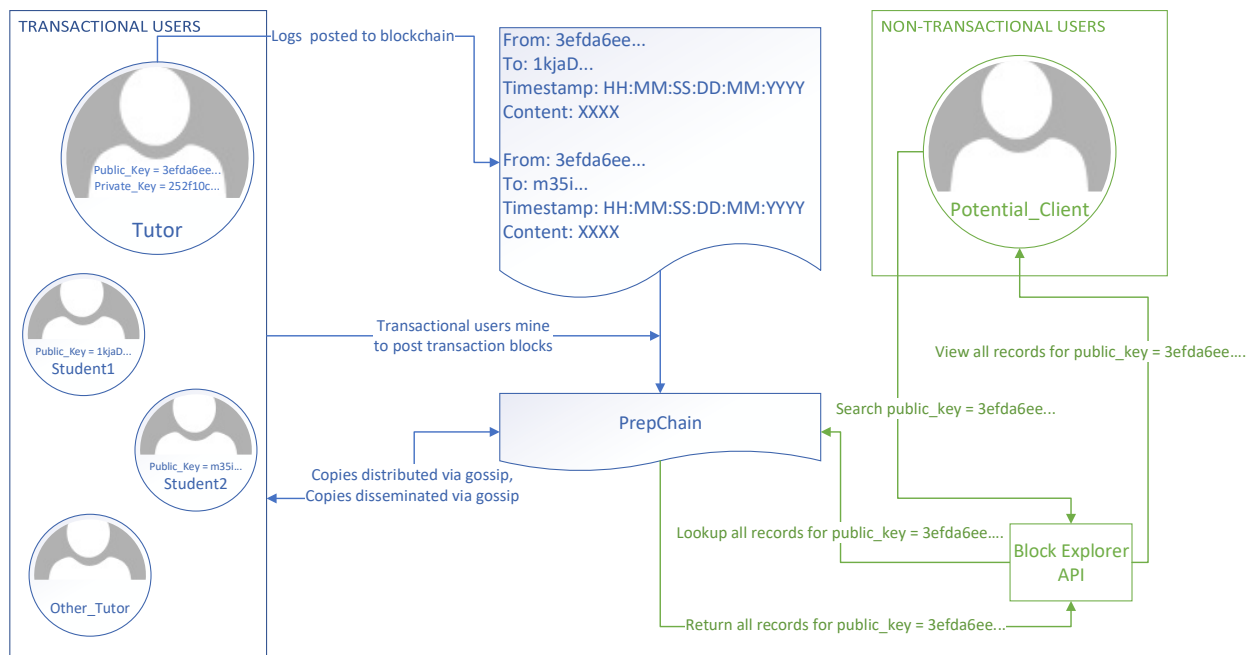 TRANSACTIONAL USERS
Public_Key = 3efda6ee...
Private_Key = 252f10c...
Tutor
Public_Key = 1kjaD...
Student1
Public_Key = m35i...
Student2
Other_Tutor
Logs  posted to blockchain
From: 3efda6ee...
To: 1kjaD...
Timestamp: HH:MM:SS:DD:MM:YYYY
Content: XXXX
From: 3efda6ee...
To: m35i...
Timestamp: HH:MM:SS:DD:MM:YYYY
Content: XXXX
Transactional users mine
to post transaction blocks
PrepChain
Copies distributed via gossip,
Copies disseminated via gossip
NON-TRANSACTIONAL USERS
Potential_Client
View all records for public_key = 3efda6ee....
Search public_key = 3efda6ee...
Lookup all records for public_key = 3efda6ee....
Block Explorer
API
Return all records for public_key = 3efda6ee...